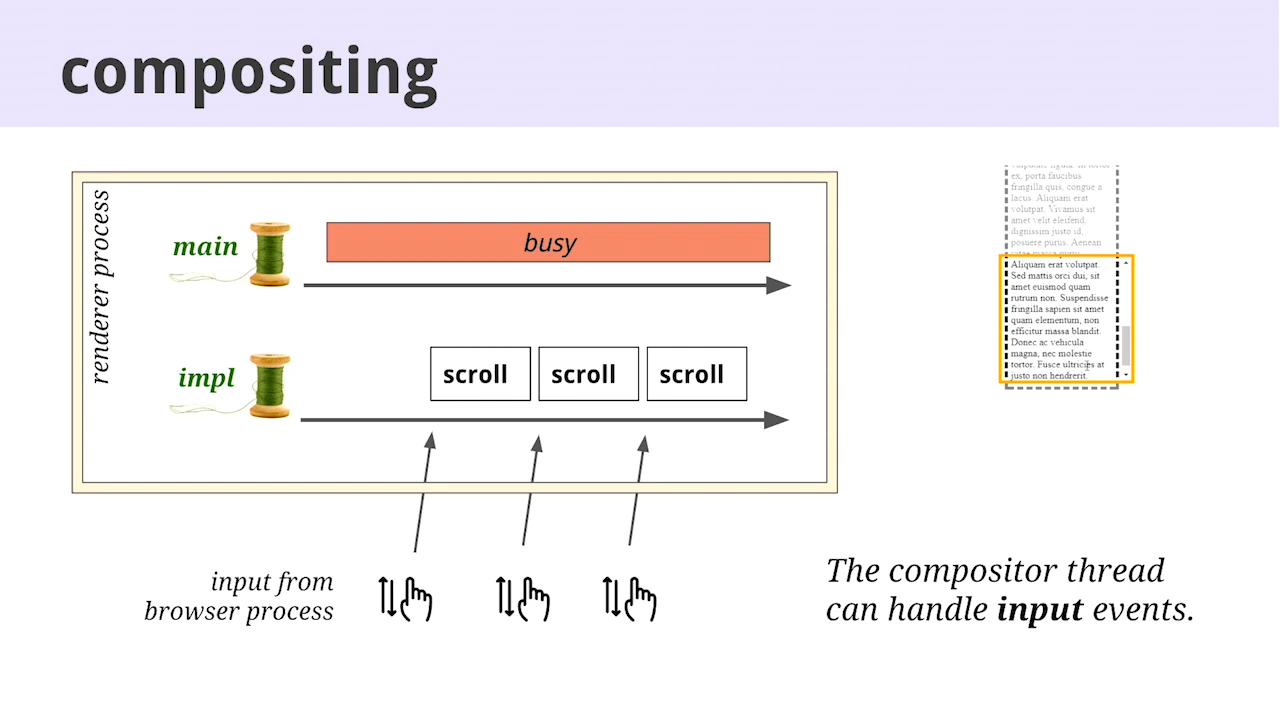 compositing
renderer process
main
busy
impl
scroll
scroll
scroll
input from
browser process
ex, porta faucibus
fringilla quis, congue a
lacus. Aliquam erat
volutpat. Vivamus sit
amet velit eleifend,
dignissim justo id,
posuere purus. Aenean
Aliquam erat volutpat.
Sed mattis orci dui, sit
amet euismod quam
rutrum non. Suspendisse
fringilla sapien sit amet
quam elementum, non
efficitur massa blandit.
Donec ac vehicula
magna, nec molestie
tortor. Fusce ultricies at
justo non hendrerit.
The compositor thread
can handle input events.